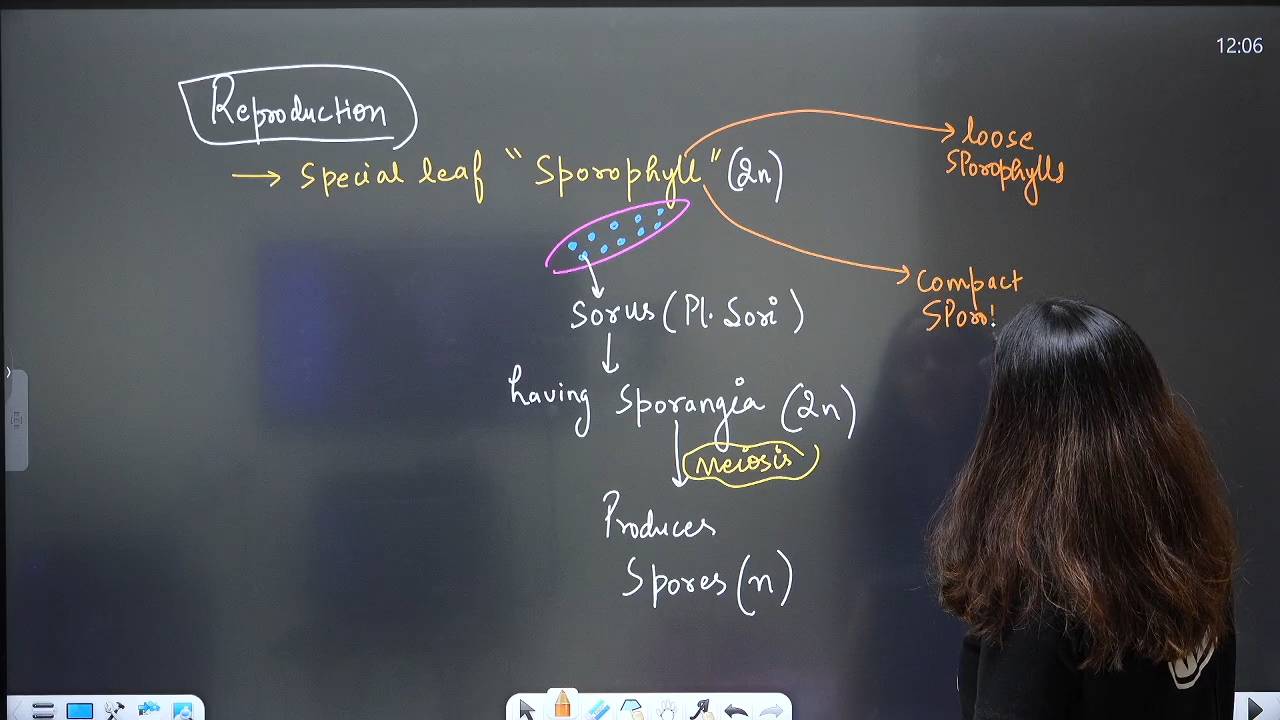 12:06
Reproduction
→ Special leaf "Sporophyll" (2n)
loose
Sporophylls
compact
Sporo!
Sorus (Pl. Sori)
having Sporangia (2n)
Meiosis
Produces
Spores (n)